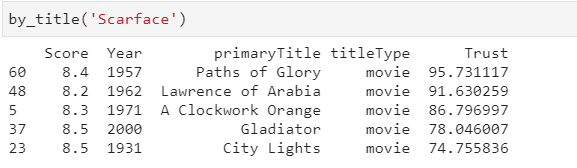 by_title('Scarface')
Score Year primaryTitle titleType Trust
60 8.4 1957 Paths of Glory movie 95.731117
48 8.2 1962 Lawrence of Arabia movie 91.630259
5 8.3 1971 A Clockwork Orange movie 86.796997
37 8.5 2000 Gladiator movie 78.046007
23 8.5 1931 City Lights movie 74.755836